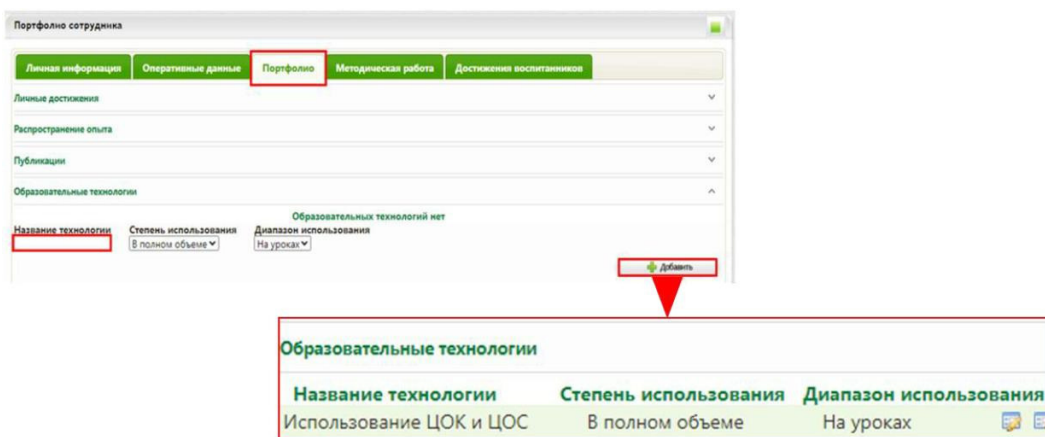 Портфолио сотрудника
Личная информация Оперативные данные Портфолио Методическая работа Достижения воспитанников
Личные достижения
Распространение опыта
Публикации
Образовательные технологии
Образовательных технологий нет
Название технологии Степень использования Диапазон использования
В полном объеме На уроках
Добавить
Образовательные технологии
Название технологии Степень использования Диапазон использования
Использование ЦОК и ЦОС В полном объеме На уроках